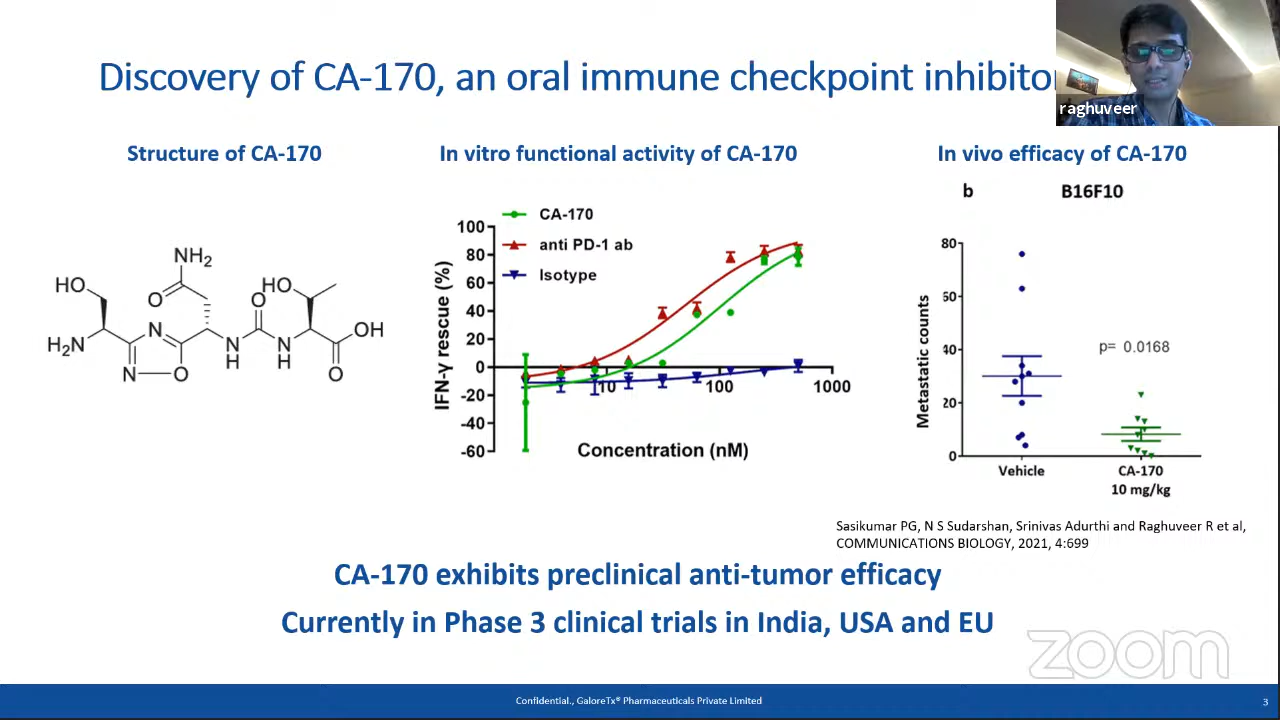 Discovery of CA-170, an oral immune checkpoint inhibitor
raghuveer
Structure of CA-170
In vitro functional activity of CA-170
In vivo efficacy of CA-170
NH2
HO
O
N
H2N
N
O
N
H
O
N
H
HO
OH
O
CA-170
anti PD-1 ab
Isotype
IFN-γ rescue (%)
100
80
60
40
20
0
-20
-40
-60
10
100
1000
Concentration (nM)
b
B16F10
Metastatic counts
80
60
40
20
0
p= 0.0168
Vehicle
CA-170
10 mg/kg
Sasikumar PG, N S Sudarshan, Srinivas Adurthi and Raghuveer R et al,
COMMUNICATIONS BIOLOGY, 2021, 4:699
CA-170 exhibits preclinical anti-tumor efficacy
Currently in Phase 3 clinical trials in India, USA and EU
zoom
Confidential., GaloreTx® Pharmaceuticals Private Limited
3